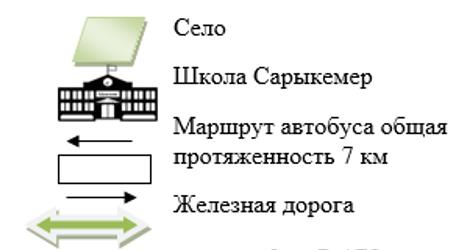 Село
Школа Сарыкемер
Маршрут автобуса общая
протяженность 7 км
Железная дорога